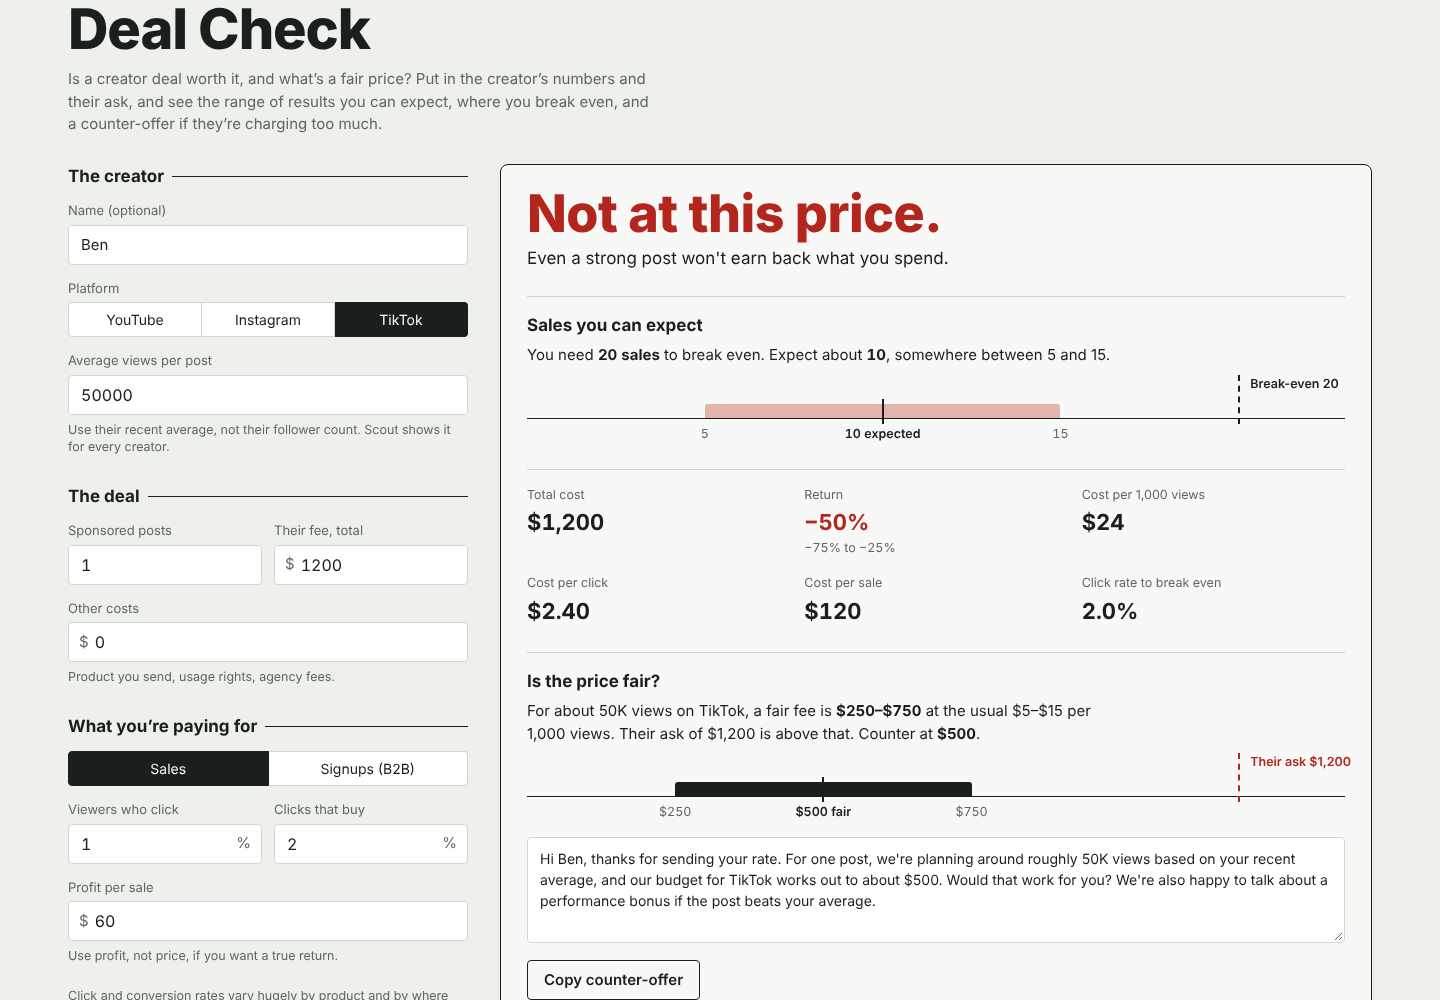 Deal Check
Is a creator deal worth it, and what’s a fair price? Put in the creator’s numbers and
their ask, and see the range of results you can expect, where you break even, and
a counter-offer if they’re charging too much.
The creator
Name (optional)
Ben
Platform
YouTube
Instagram
TikTok
Average views per post
50000
Use their recent average, not their follower count. Scout shows it
for every creator.
The deal
Sponsored posts
Their fee, total
1
$ 1200
Other costs
$ 0
Product you send, usage rights, agency fees.
What you’re paying for
Sales
Signups (B2B)
Viewers who click
Clicks that buy
1 %
2 %
Profit per sale
$ 60
Use profit, not price, if you want a true return.
Click and conversion rates vary hugely by product and by where
Not at this price.
Even a strong post won't earn back what you spend.
Sales you can expect
You need 20 sales to break even. Expect about 10, somewhere between 5 and 15.
Break-even 20
5
10 expected
15
Total cost
$1,200
Return
−50%
−75% to −25%
Cost per 1,000 views
$24
Cost per click
$2.40
Cost per sale
$120
Click rate to break even
2.0%
Is the price fair?
For about 50K views on TikTok, a fair fee is $250–$750 at the usual $5–$15 per
1,000 views. Their ask of $1,200 is above that. Counter at $500.
Their ask $1,200
$250
$500 fair
$750
Hi Ben, thanks for sending your rate. For one post, we're planning around roughly 50K views based on your recent
average, and our budget for TikTok works out to about $500. Would that work for you? We're also happy to talk about a
performance bonus if the post beats your average.
Copy counter-offer